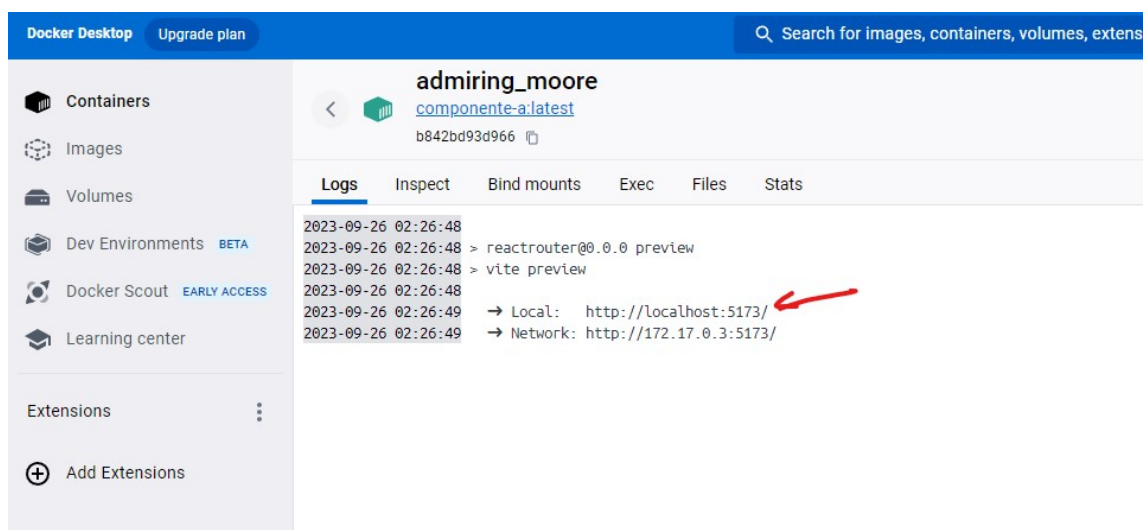 Docker Desktop Upgrade plan Search for images, containers, volumes, extens
Containers
Images
Volumes
Dev Environments BETA
Docker Scout EARLY ACCESS
Learning center
Extensions
Add Extensions
admiring_moore
componente-a:latest
b842bd93d966
Logs Inspect Bind mounts Exec Files Stats
2023-09-26 02:26:48
2023-09-26 02:26:48 > reactrouter@0.0.0 preview
2023-09-26 02:26:48 > vite preview
2023-09-26 02:26:48
2023-09-26 02:26:49 ➜ Local: http://localhost:5173/
2023-09-26 02:26:49 ➜ Network: http://172.17.0.3:5173/